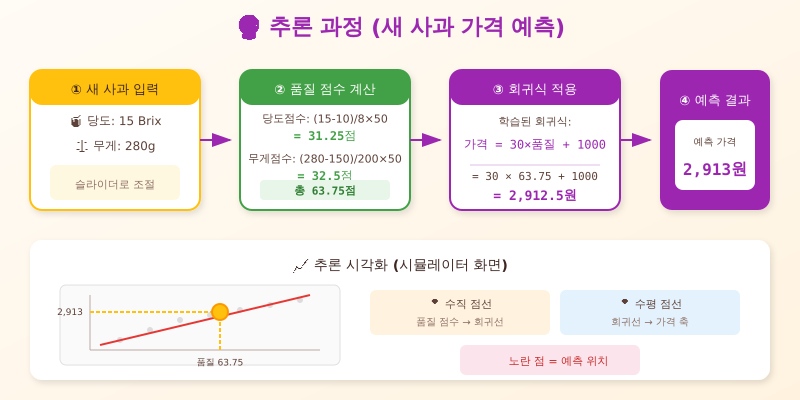 추론 과정 (새 사과 가격 예측)
① 새 사과 입력
당도: 15 Brix
무게: 280g
슬라이더로 조절
② 품질 점수 계산
당도점수: (15-10)/8×50
= 31.25점
무게점수: (280-150)/200×50
= 32.5점
총 63.75점
③ 회귀식 적용
학습된 회귀식:
가격 = 30×품질 + 1000
= 30 × 63.75 + 1000
= 2,912.5원
④ 예측 결과
예측 가격
2,913원
추론 시각화 (시뮬레이터 화면)
2,913
품질 63.75
수직 점선
품질 점수 → 회귀선
수평 점선
회귀선 → 가격 축
노란 점 = 예측 위치